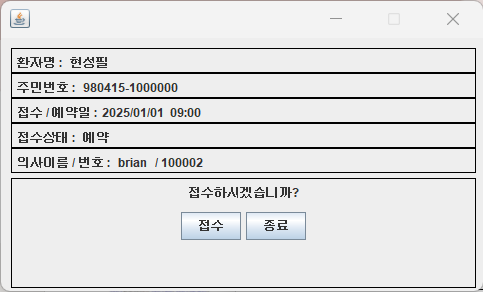 환자명 : 현성필
주민번호 : 980415-1000000
접수 / 예약일 : 2025/01/01 09:00
접수상태 : 예약
의사이름 / 번호 : brian / 100002
접수하시겠습니까?
접수 종료